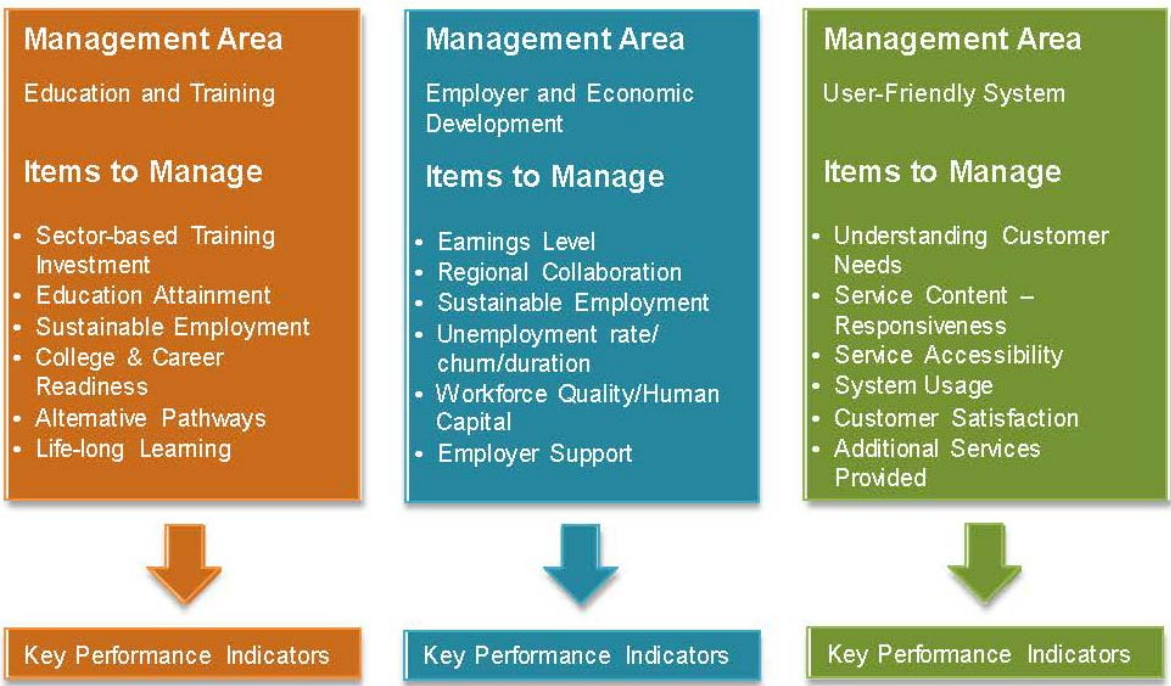 Management Area
Education and Training
Items to Manage
• Sector-based Training
Investment
• Education Attainment
• Sustainable Employment
• College & Career
Readiness
• Alternative Pathways
• Life-long Learning
Key Performance Indicators
Management Area
Employer and Economic
Development
Items to Manage
• Earnings Level
• Regional Collaboration
• Sustainable Employment
• Unemployment rate/
churn/duration
• Workforce Quality/Human
Capital
• Employer Support
Key Performance Indicators
Management Area
User-Friendly System
Items to Manage
• Understanding Customer
Needs
• Service Content –
Responsiveness
• Service Accessibility
• System Usage
• Customer Satisfaction
• Additional Services
Provided
Key Performance Indicators